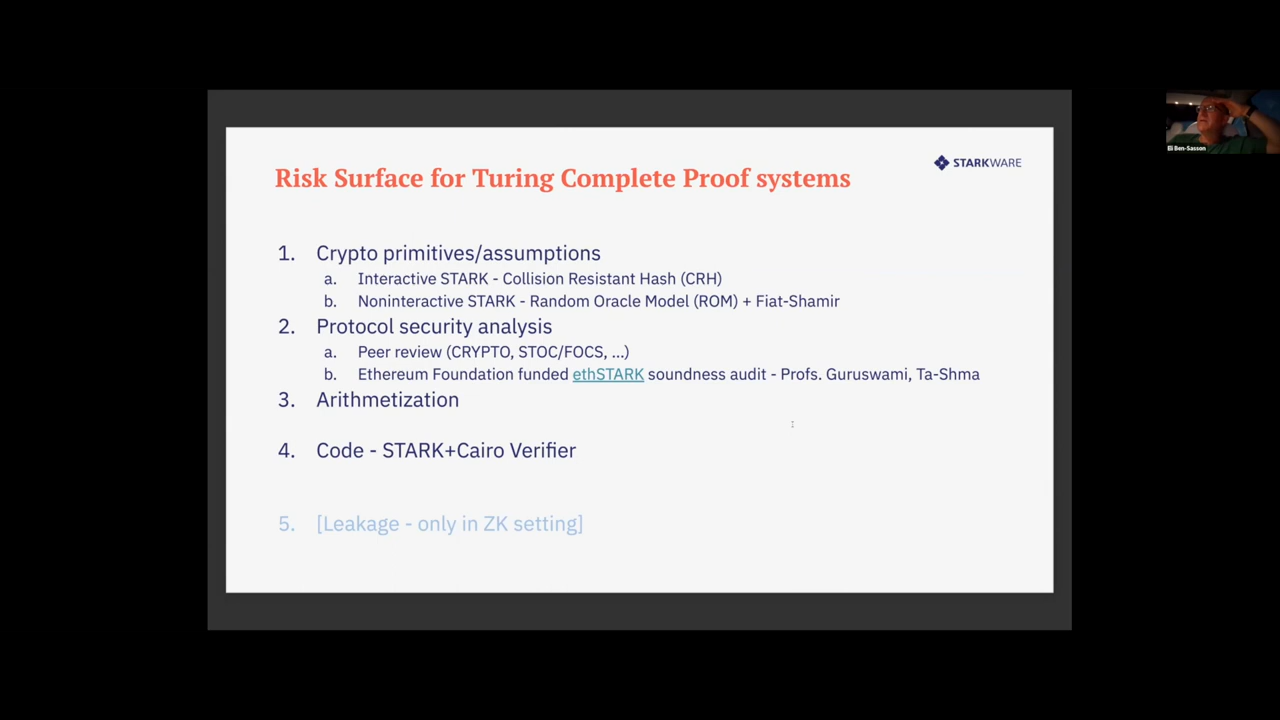 STARKWARE
Risk Surface for Turing Complete Proof systems
1. Crypto primitives/assumptions
a. Interactive STARK - Collision Resistant Hash (CRH)
b. Noninteractive STARK - Random Oracle Model (ROM) + Fiat-Shamir
2. Protocol security analysis
a. Peer review (CRYPTO, STOC/FOCS, ...)
b. Ethereum Foundation funded ethSTARK soundness audit - Profs. Guruswami, Ta-Shma
3. Arithmetization
4. Code - STARK+Cairo Verifier
5. [Leakage - only in ZK setting]
Eli Ben-Sasson